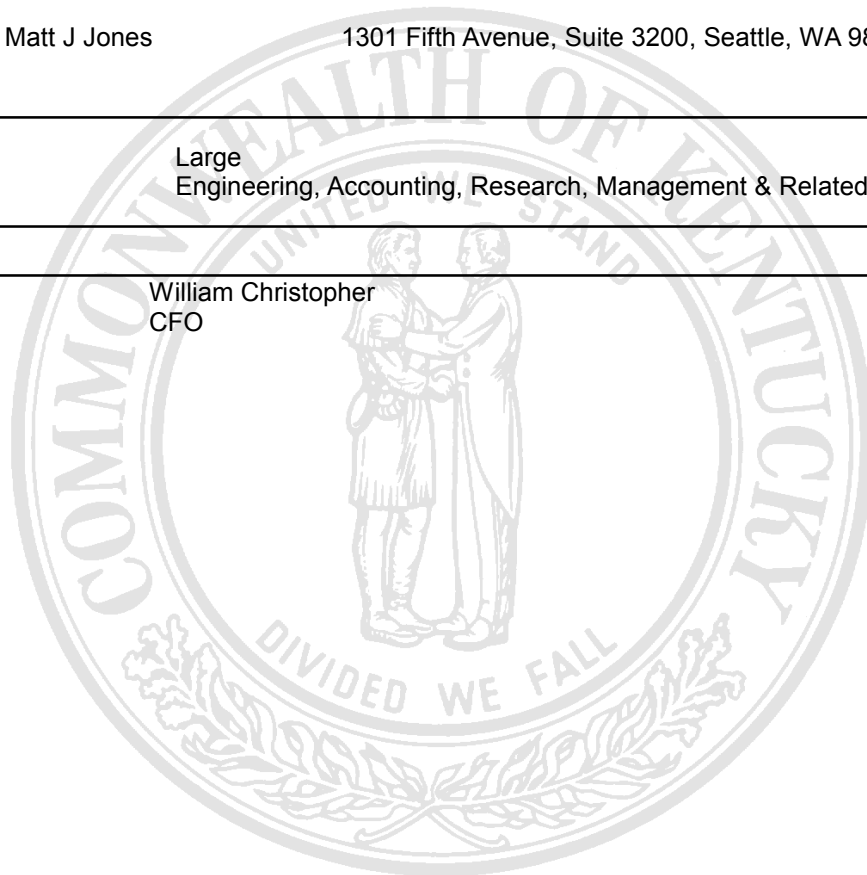 Matt J Jones 1301 Fifth Avenue, Suite 3200, Seattle, WA
Large
Engineering, Accounting, Research, Management & Related
William Christopher
CFO
COMMONWEALTH OF KENTUCKY
UNITED WE STAND
DIVIDED WE FALL